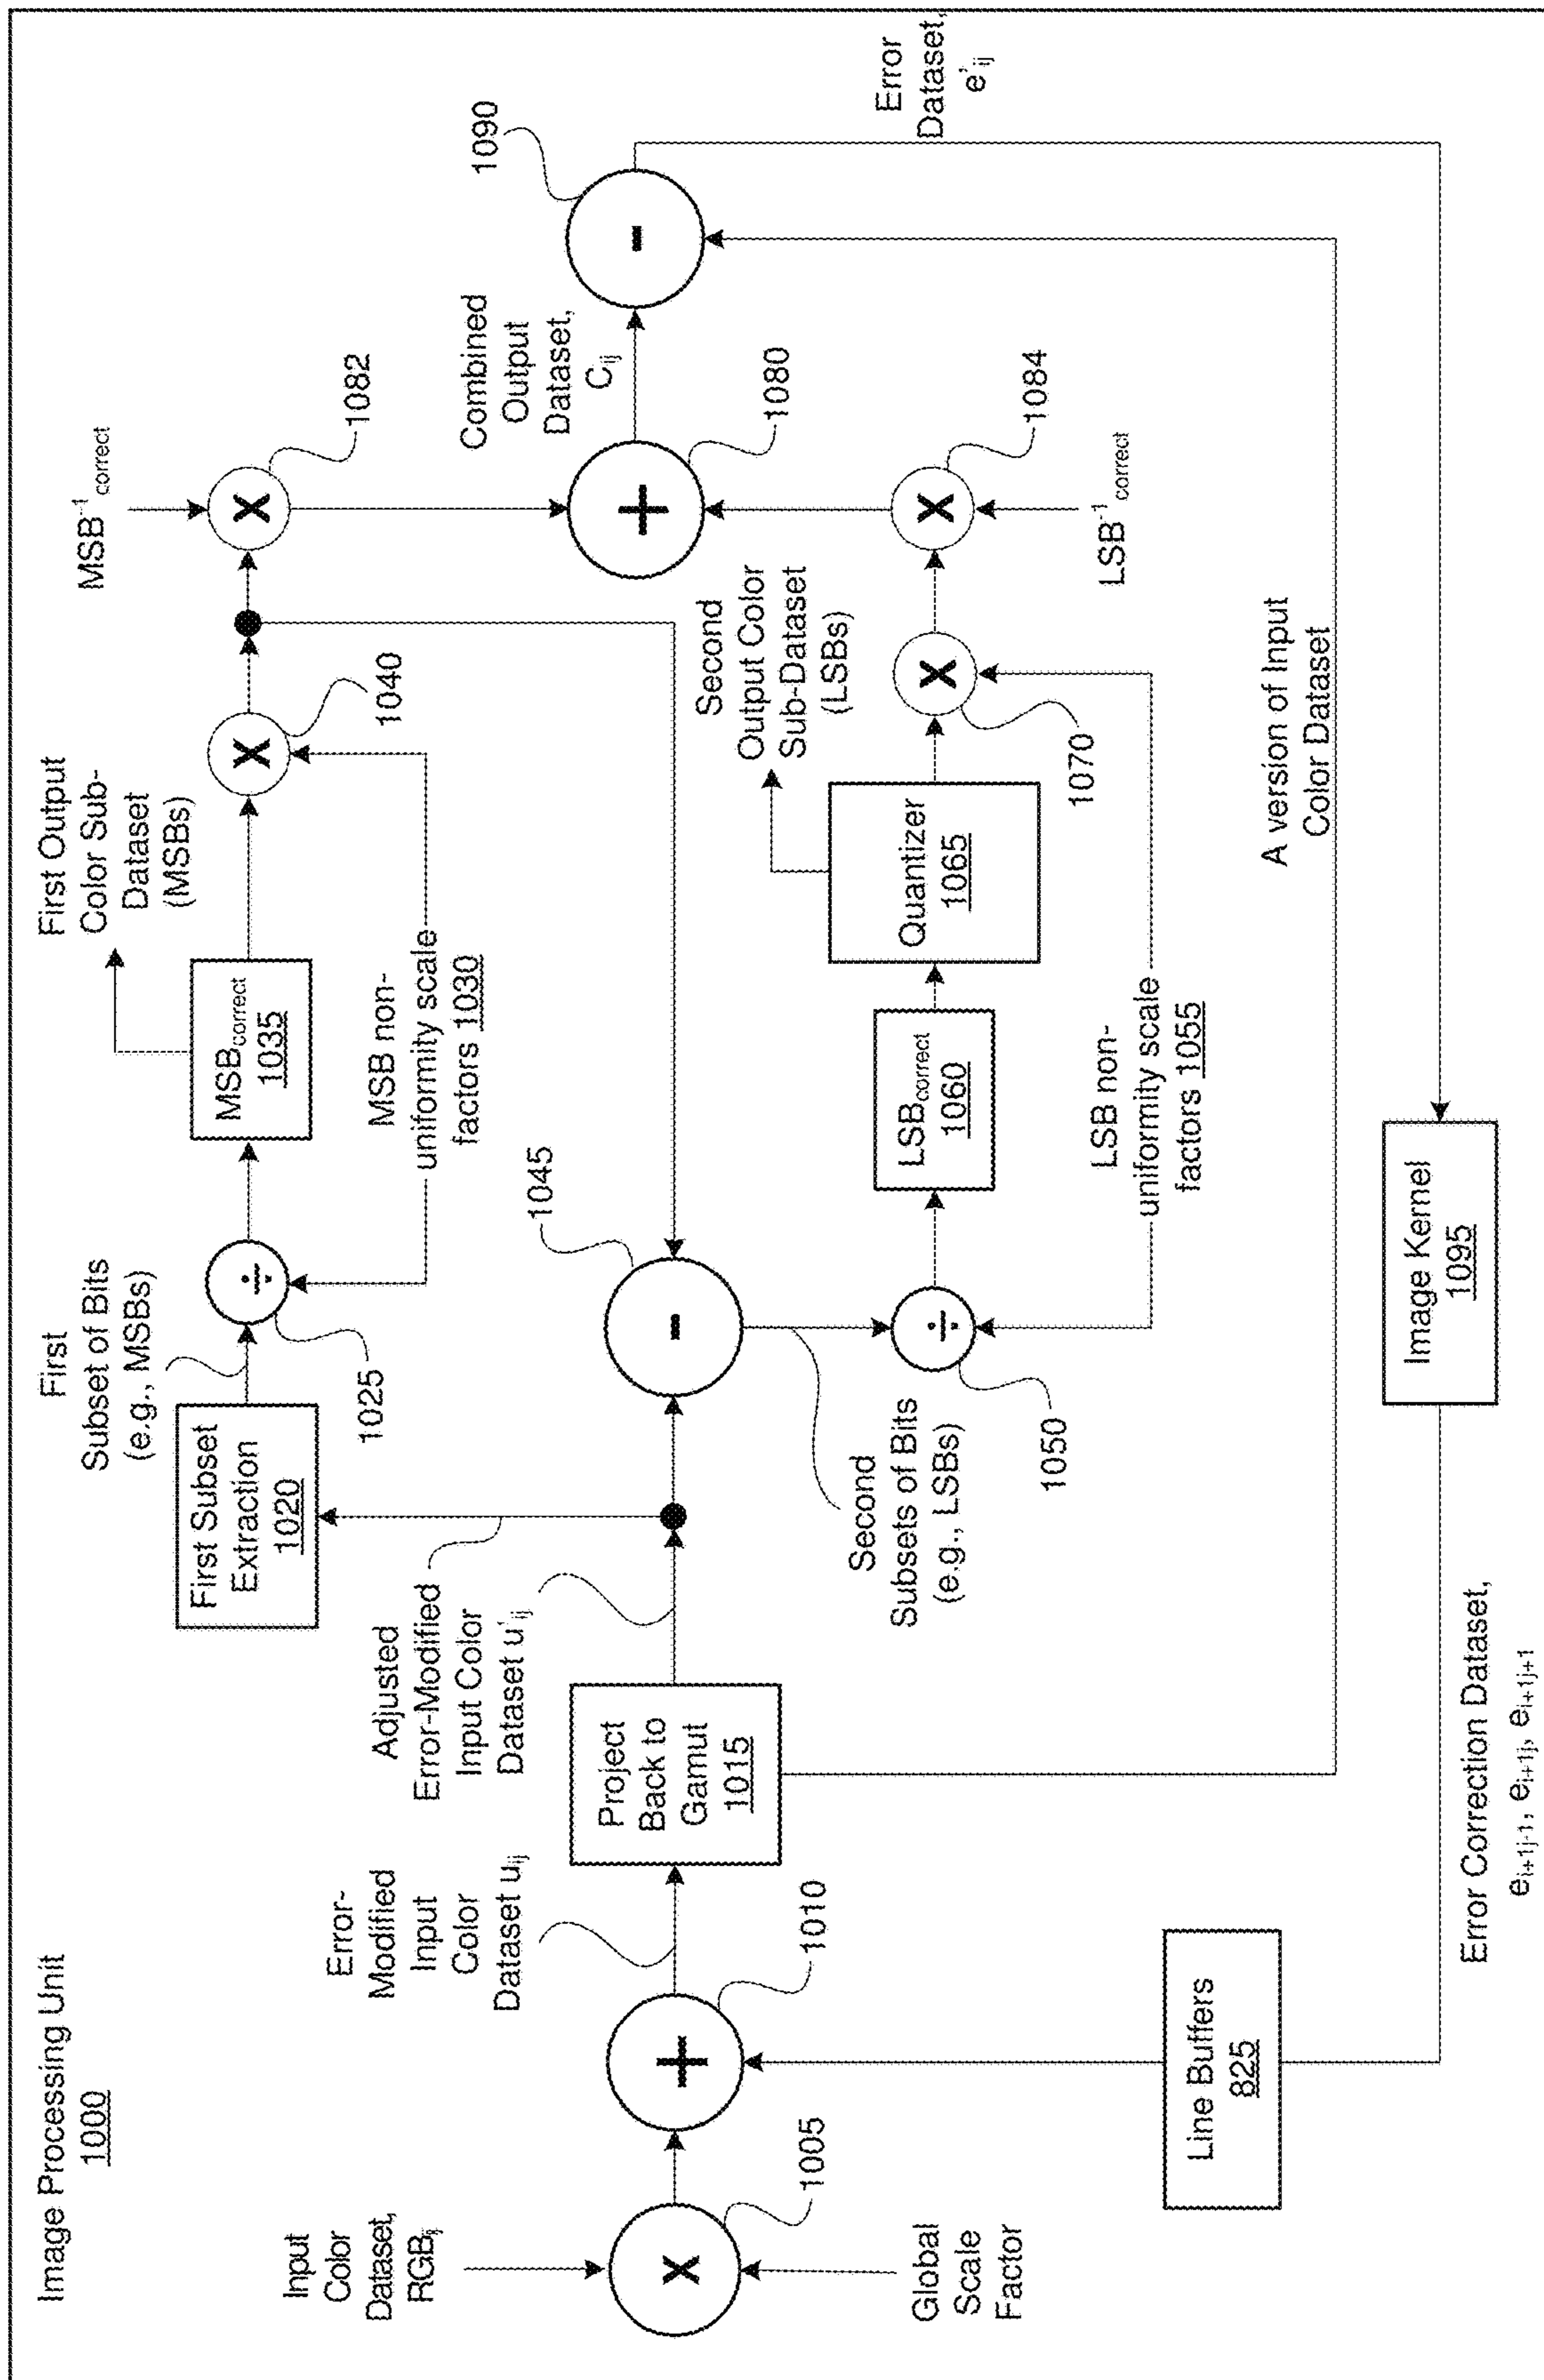 Image Processing Unit
1000
Input
Color
Dataset,
RGBij
Global
Scale
Factor
1005
1010
Line Buffers
825
Error-
Modified
Input
Color
Dataset uij
Project
Back to
Gamut
1015
Adjusted
Error-Modified
Input Color
Dataset u'ij
First Subset
Extraction
1020
First
Subset of Bits
(e.g., MSBs)
1025
MSBcorrect
1035
First Output
Color Sub-
Dataset
(MSBs)
MSB non-
uniformity scale
factors 1030
1040
MSB⁻¹correct
1082
1045
Second
Subsets of Bits
(e.g., LSBs)
1050
LSBcorrect
1060
LSB non-
uniformity scale
factors 1055
Quantizer
1065
Second
Output Color
Sub-Dataset
(LSBs)
1070
LSB⁻¹correct
1084
1080
Combined
Output
Dataset,
Cij
1090
A version of Input
Color Dataset
Error
Dataset,
e'ij
Image Kernel
1095
Error Correction Dataset,
ei+1j-1, ei+1j, ei+1j+1